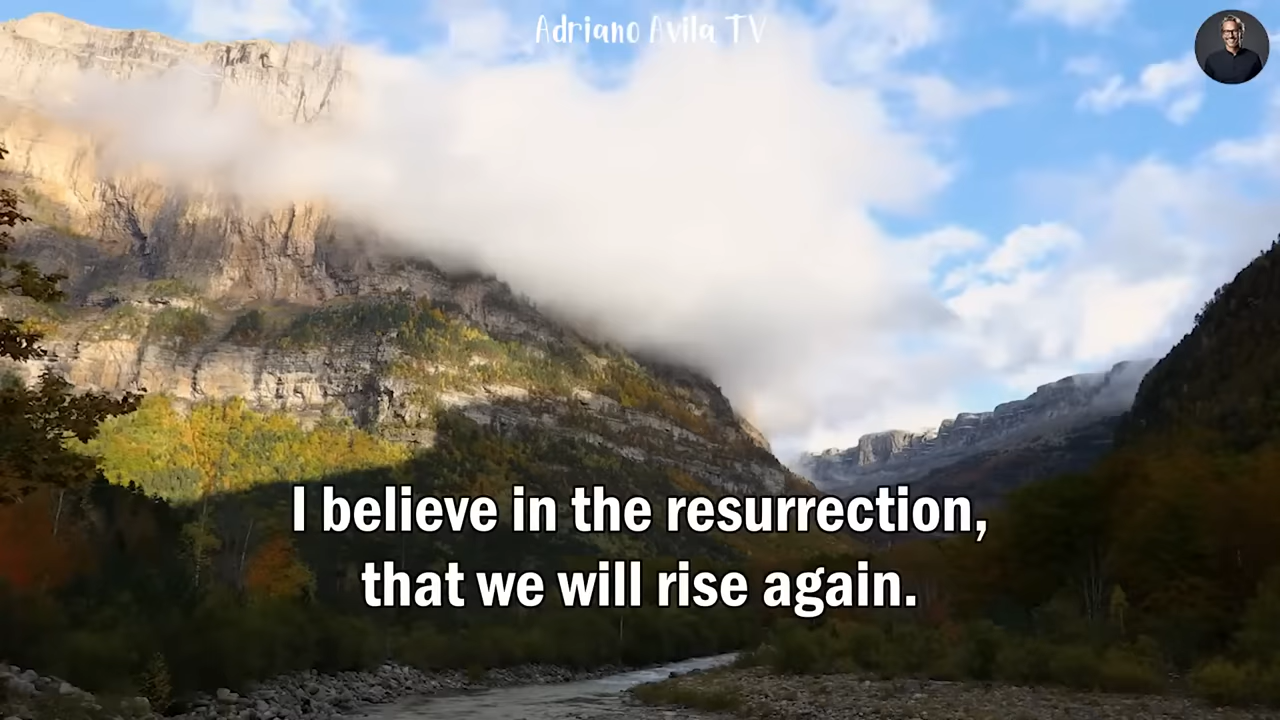 Adriano Avila TV
I believe in the resurrection,
that we will rise again.